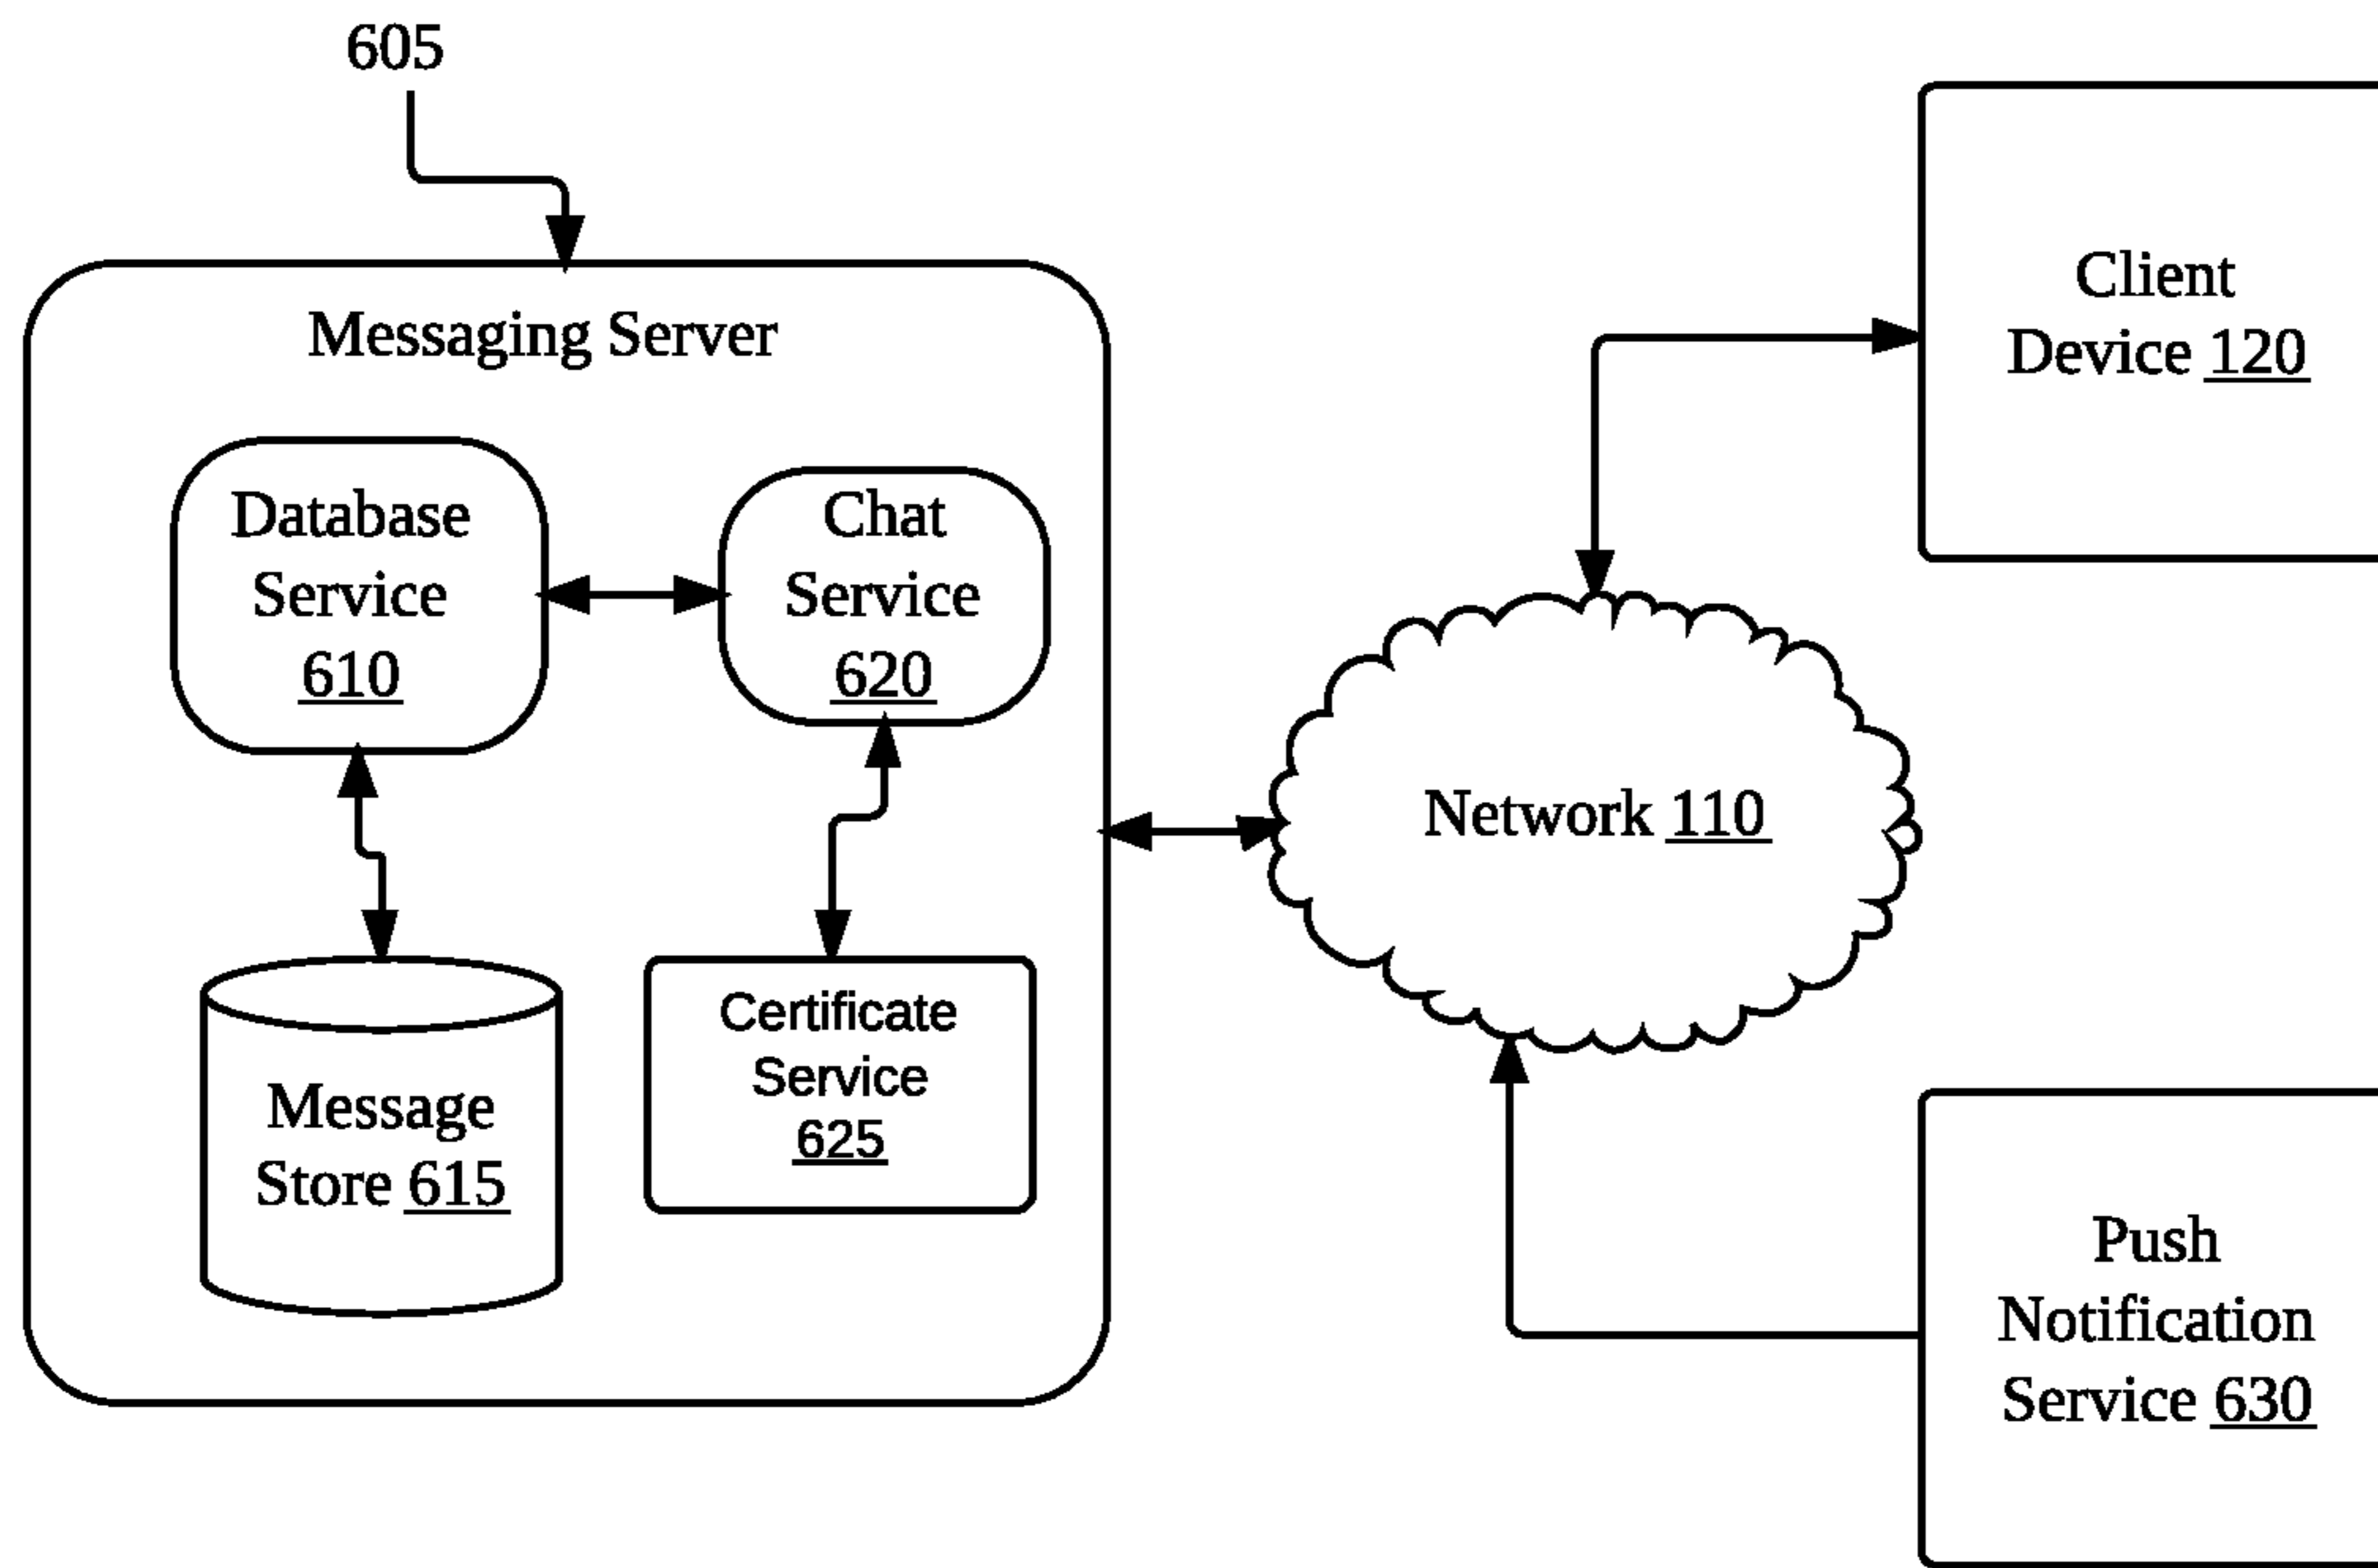 605
Messaging Server
Database
Service
610
Chat
Service
620
Message
Store 615
Certificate
Service
625
Network 110
Client
Device 120
Push
Notification
Service 630